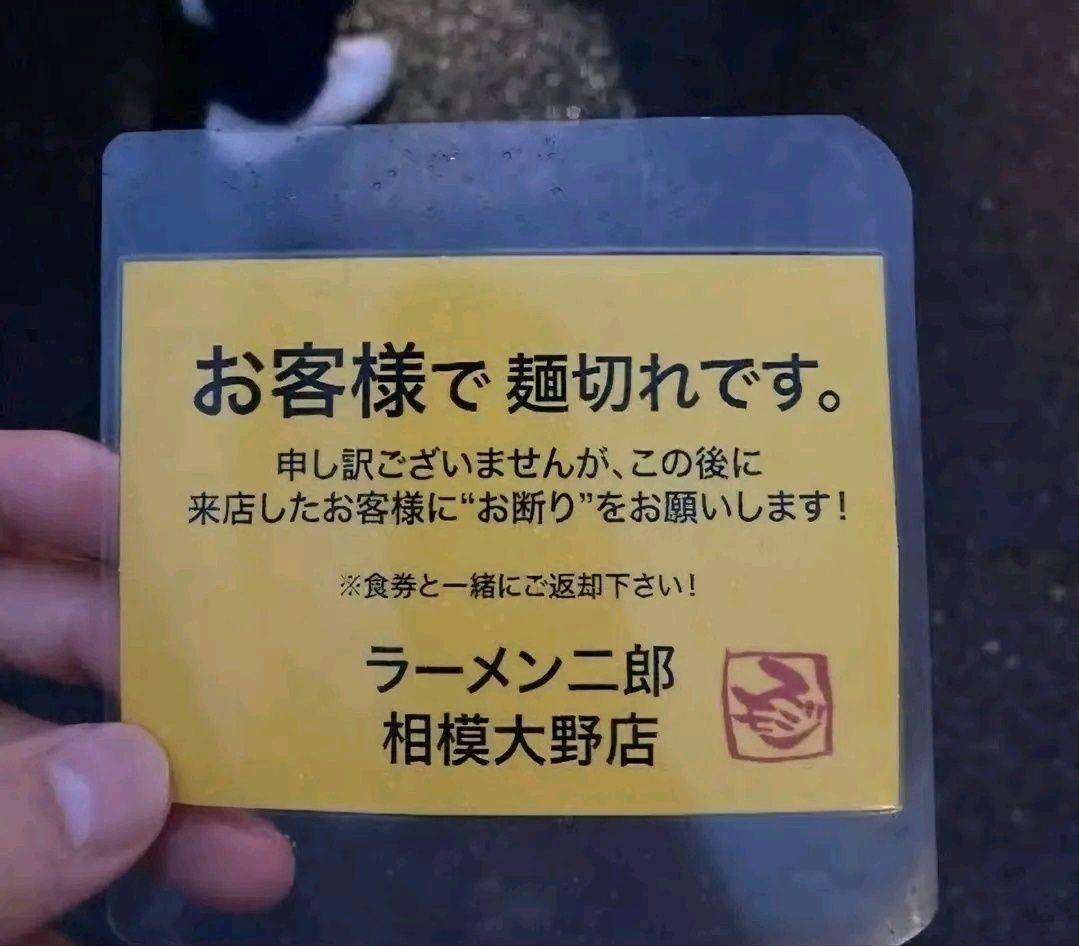 お客様で 麺切れです。
申し訳ございませんが、この後に
来店したお客様に“お断り”をお願いします！
※食券と一緒にご返却下さい！
ラーメン二郎
相模大野店